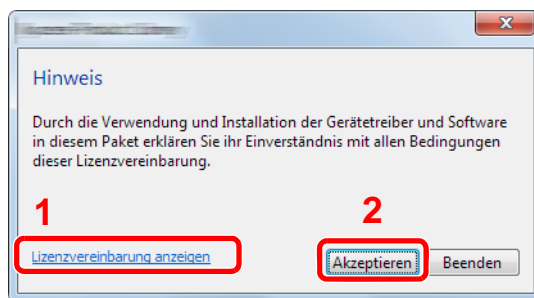 Hinweis
Durch die Verwendung und Installation der Gerätetreiber und Software
in diesem Paket erklären Sie ihr Einverständnis mit allen Bedingungen
dieser Lizenzvereinbarung.
1
2
Lizenzvereinbarung anzeigen
Akzeptieren Beenden